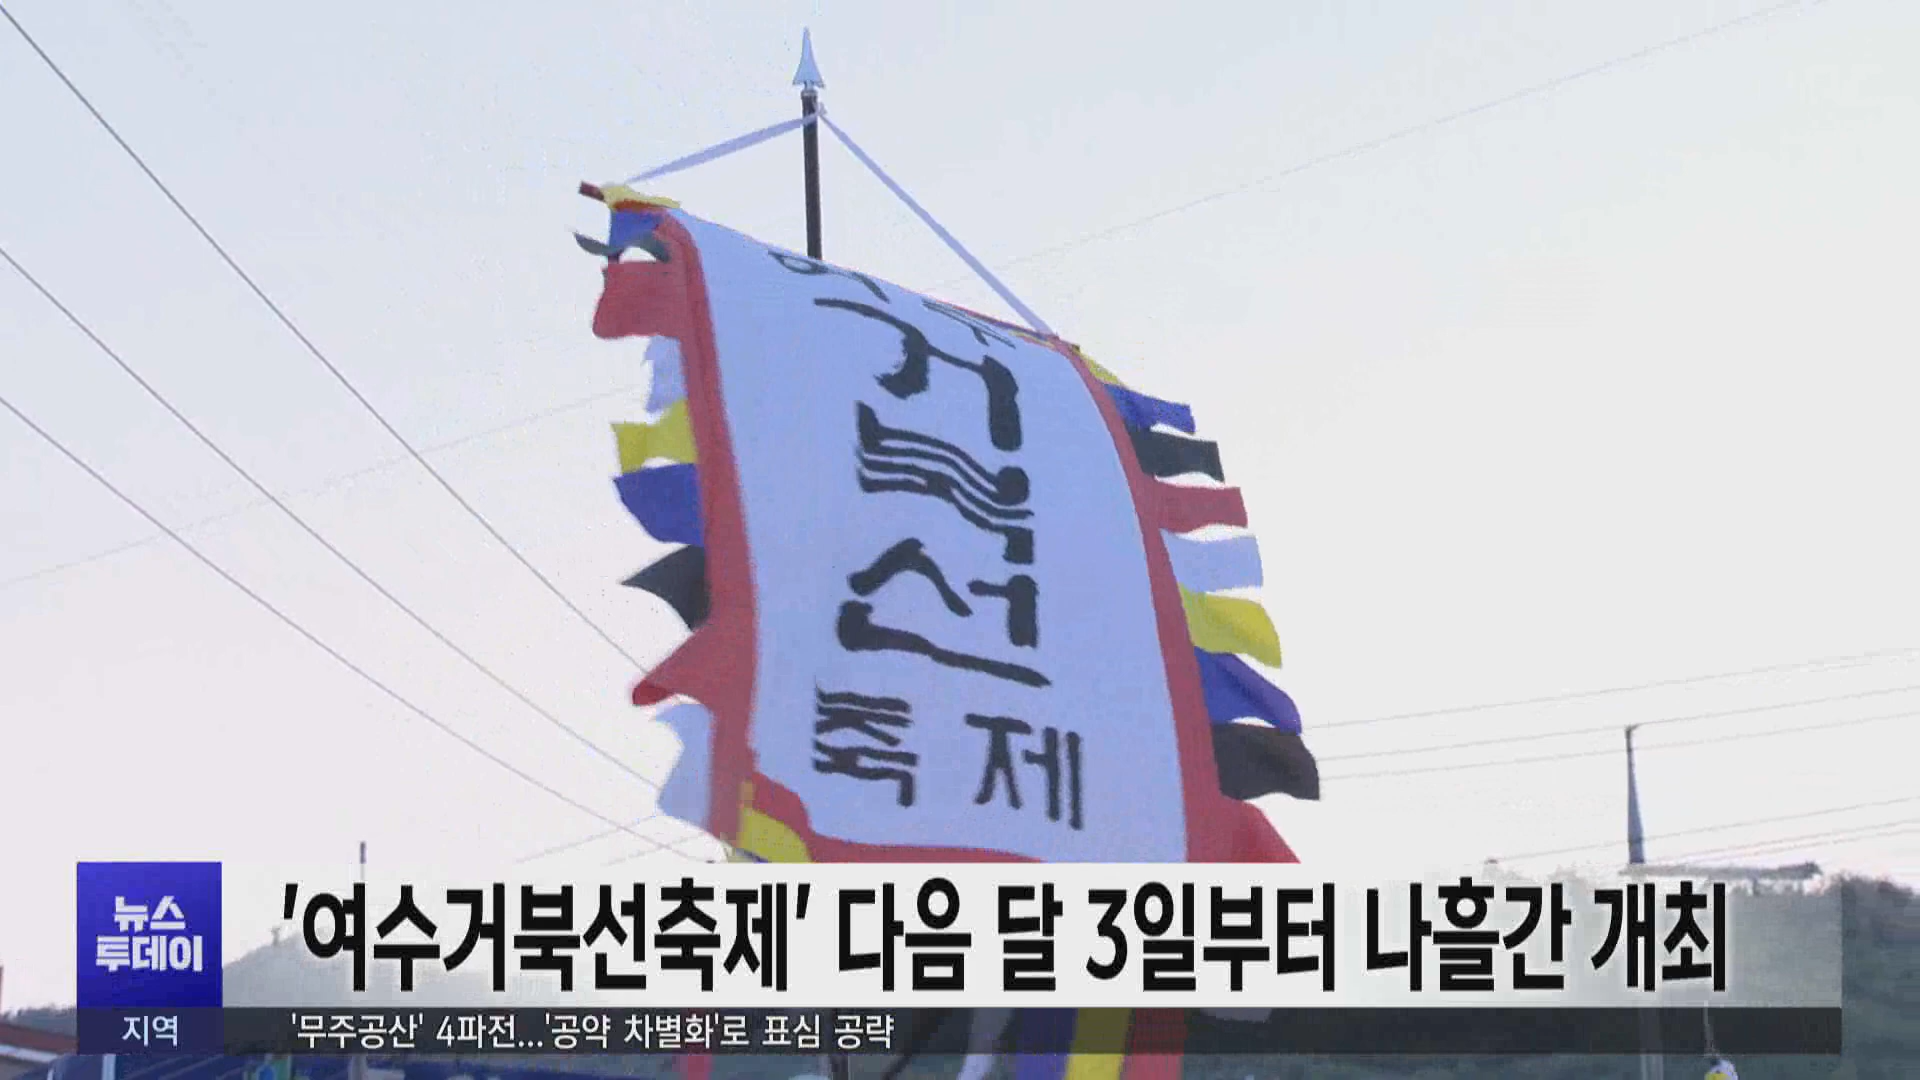 여수
거북선
축제
뉴스
투데이
'여수거북선축제' 다음 달 3일부터 나흘간 개최
지역
'무주공산' 4파전...'공약 차별화'로 표심 공략